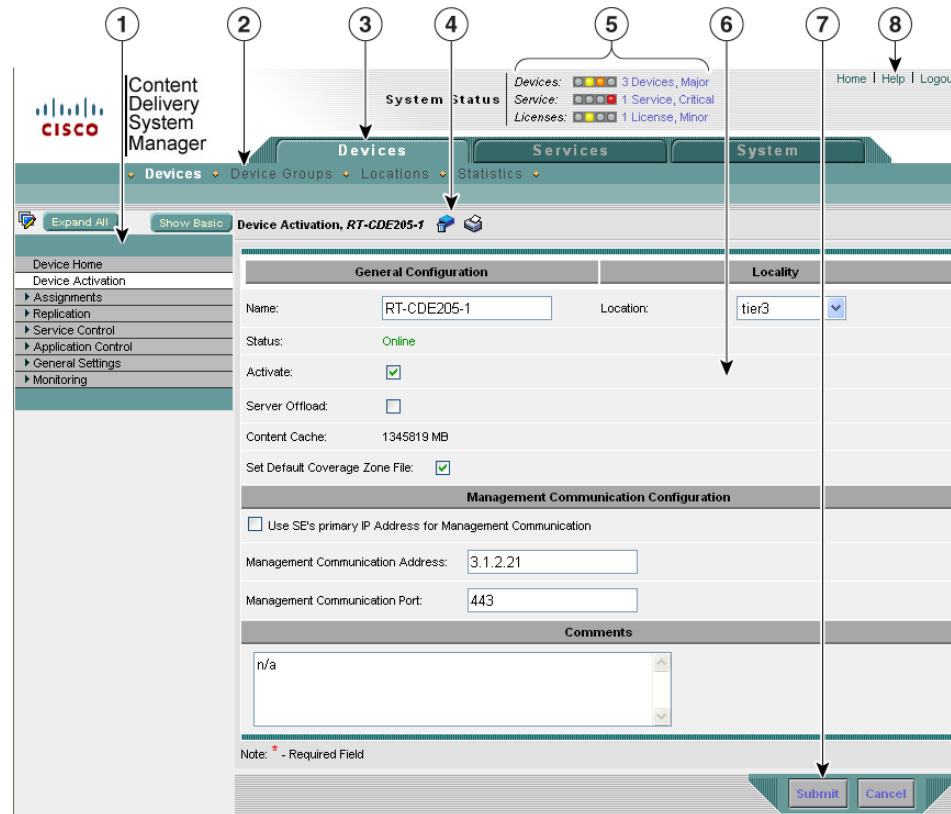 1 2 3 4 5 6 7 8
Content
Delivery
System
Manager
CISCO
System Status
Devices: 3 Devices, Major
Service: 1 Service, Critical
Licenses: 1 License, Minor
Home | Help | Logou
Devices Services System
Devices Device Groups Locations Statistics
Expand All Show Basic
Device Activation, RT-CDE205-1
Device Home
Device Activation
Assignments
Replication
Service Control
Application Control
General Settings
Monitoring
General Configuration Locality
Name: RT-CDE205-1 Location: tier3
Status: Online
Activate:
Server Offload:
Content Cache: 1345819 MB
Set Default Coverage Zone File:
Management Communication Configuration
Use SE's primary IP Address for Management Communication
Management Communication Address: 3.1.2.21
Management Communication Port: 443
Comments
n/a
Note: * - Required Field
Submit Cancel